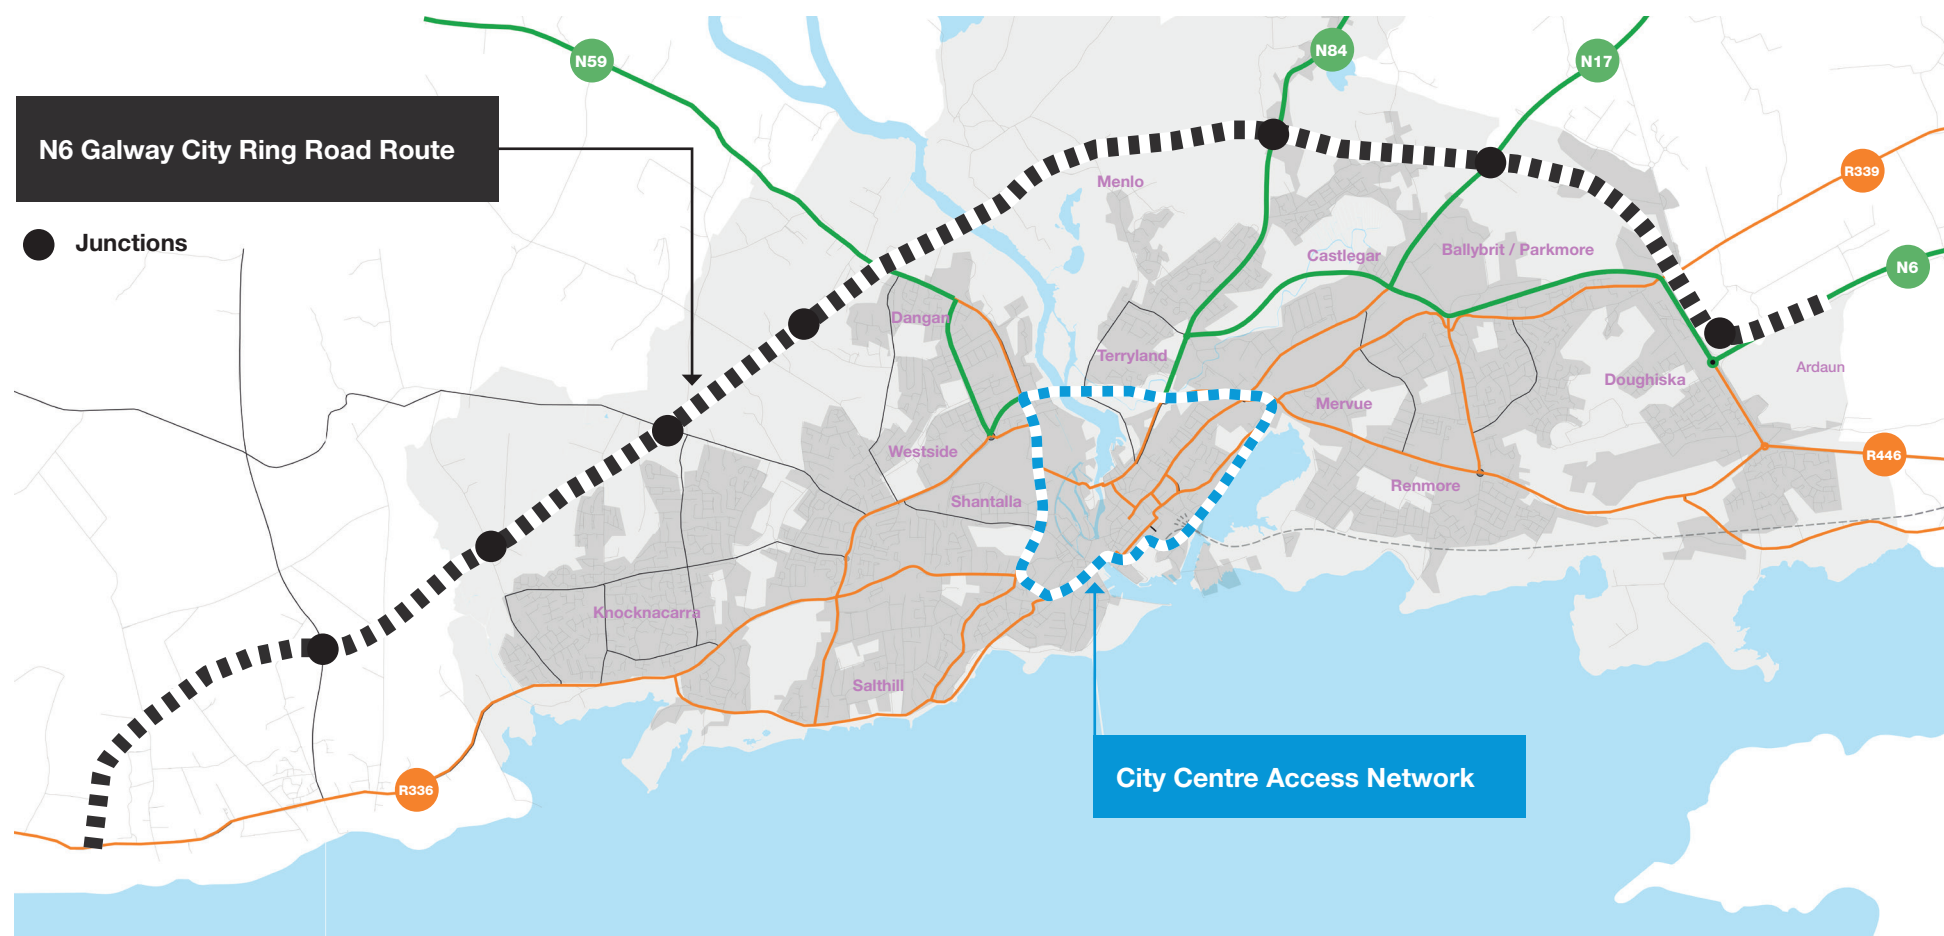 N59
N84
N17
N6 Galway City Ring Road Route
R339
Menlo
Junctions
Castlegar
Ballybrit / Parkmore
N6
Dangan
Terryland
Ardaun
Doughiska
Mervue
Westside
R446
Renmore
Shantalla
Knocknacarra
Salthill
City Centre Access Network
R336